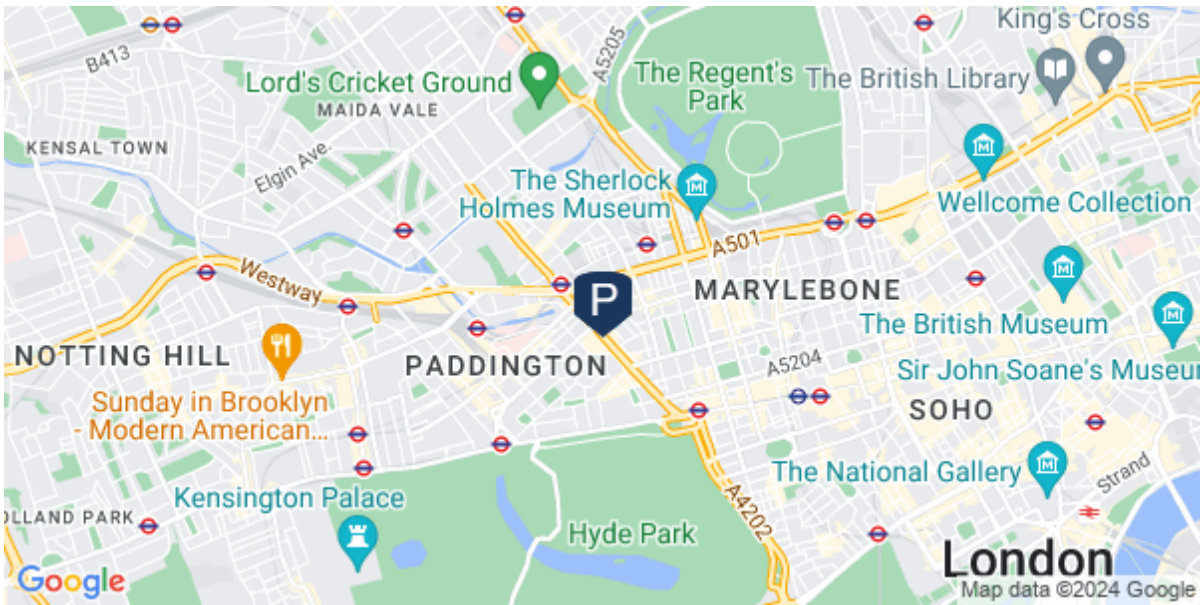 King's Cross
B413
A5205
Lord's Cricket Ground
MAIDA VALE
The Regent's
Park
The British Library
KENSAL TOWN
Elgin Ave.
The Sherlock
Holmes Museum
Wellcome Collection
A501
Westway
P
MARYLEBONE
The British Museum
NOTTING HILL
PADDINGTON
A5204
Sir John Soane's Museu
Sunday in Brooklyn
- Modern American...
SOHO
The National Gallery
Strand
Kensington Palace
A4202
OLLAND PARK
Hyde Park
London
Google
Map data ©2024 Google